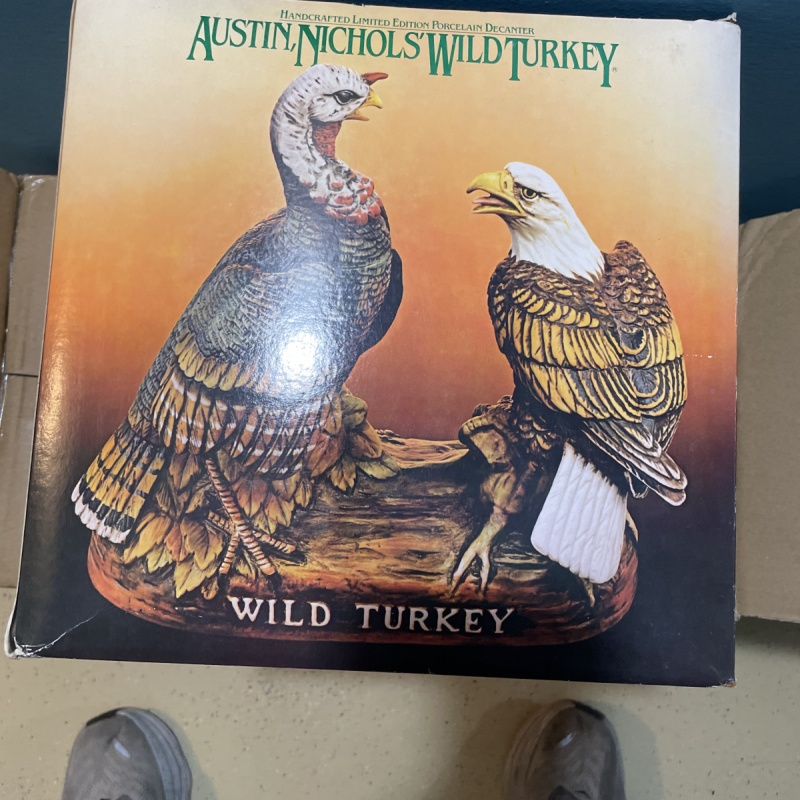 HANDCRAFTED LIMITED EDITION PORCELAIN DECANTER
AUSTIN, NICHOLS' WILD TURKEY®
WILD TURKEY